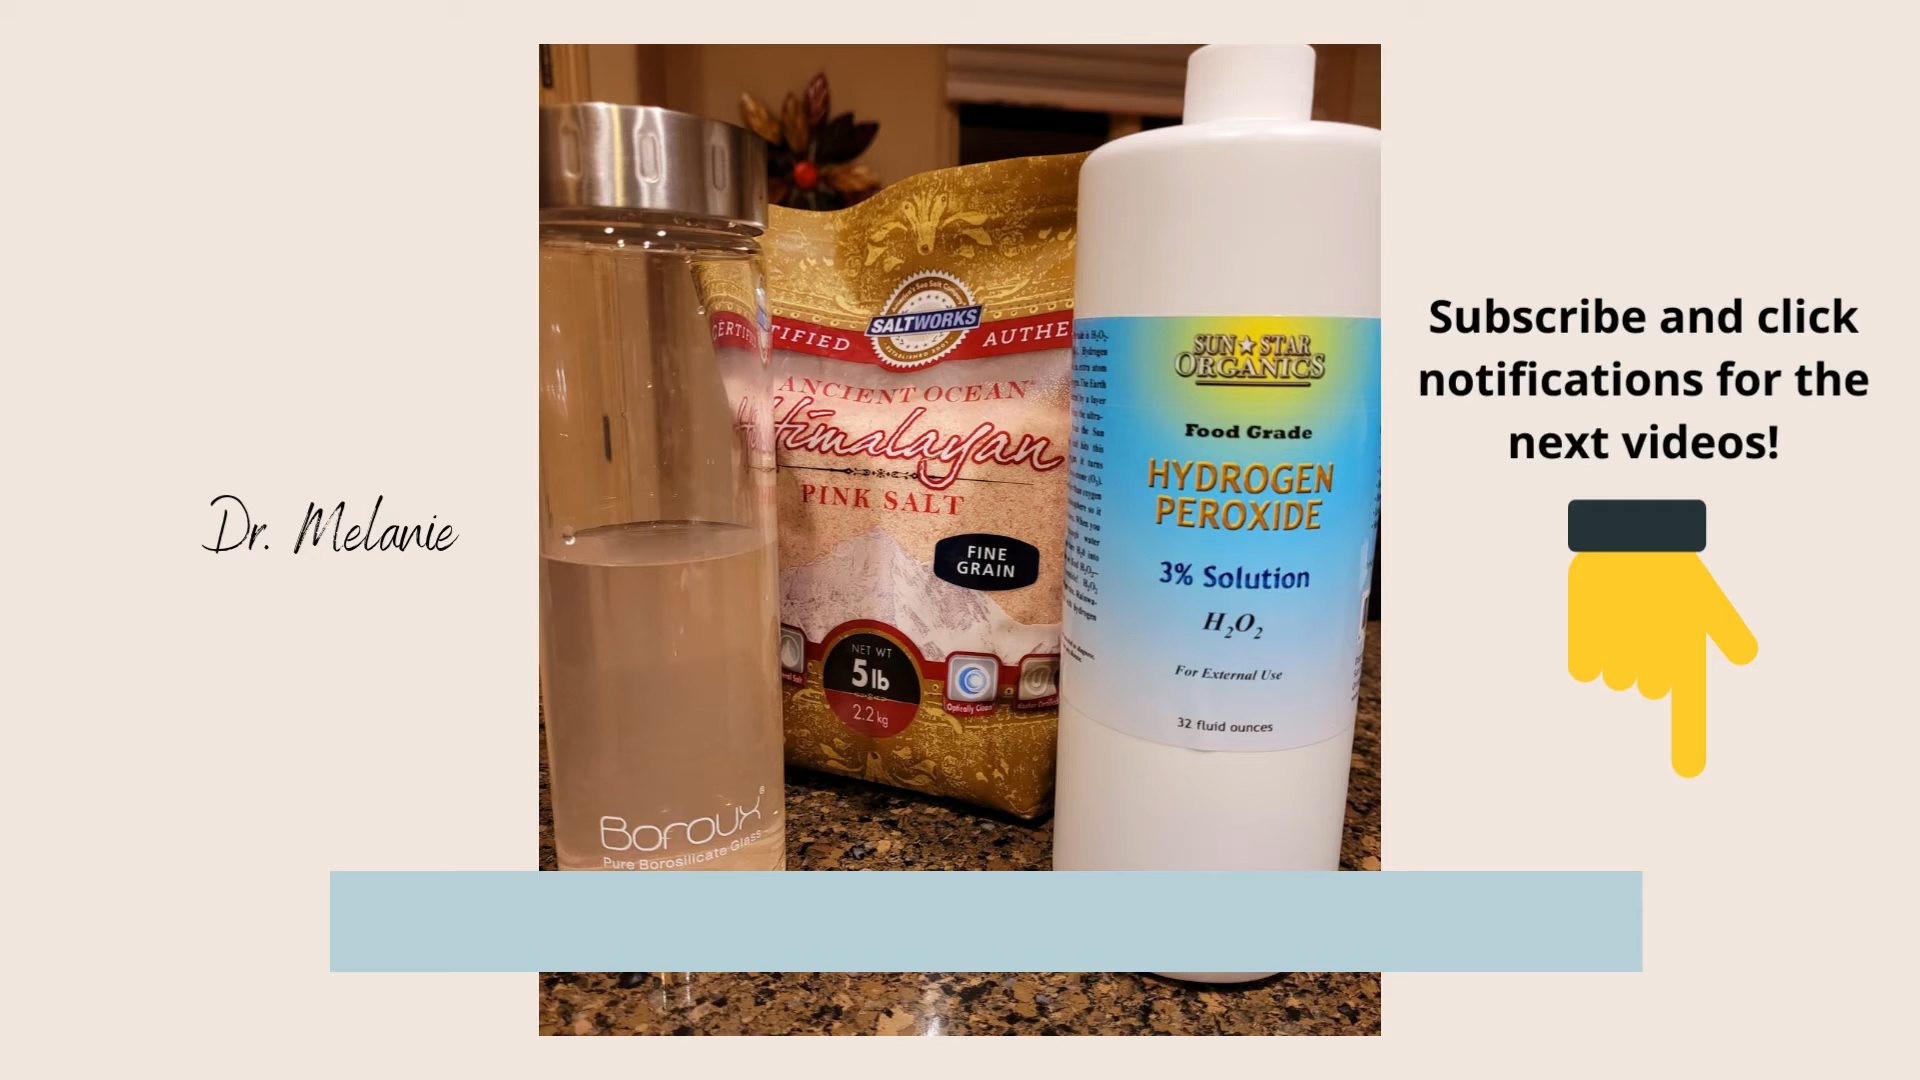 Dr. Melanie
SALTWORKS
CERTIFIED
AUTHE
ANCIENT OCEAN
Himalayan
PINK SALT
FINE
GRAIN
NET WT
5 lb
2.2 kg
Optically Clean
Boroux®
Pure Borosilicate Glass
SUN STAR
ORGANICS
Food Grade
HYDROGEN
PEROXIDE
3% Solution
H₂O₂
For External Use
32 fluid ounces
Subscribe and click
notifications for the
next videos!